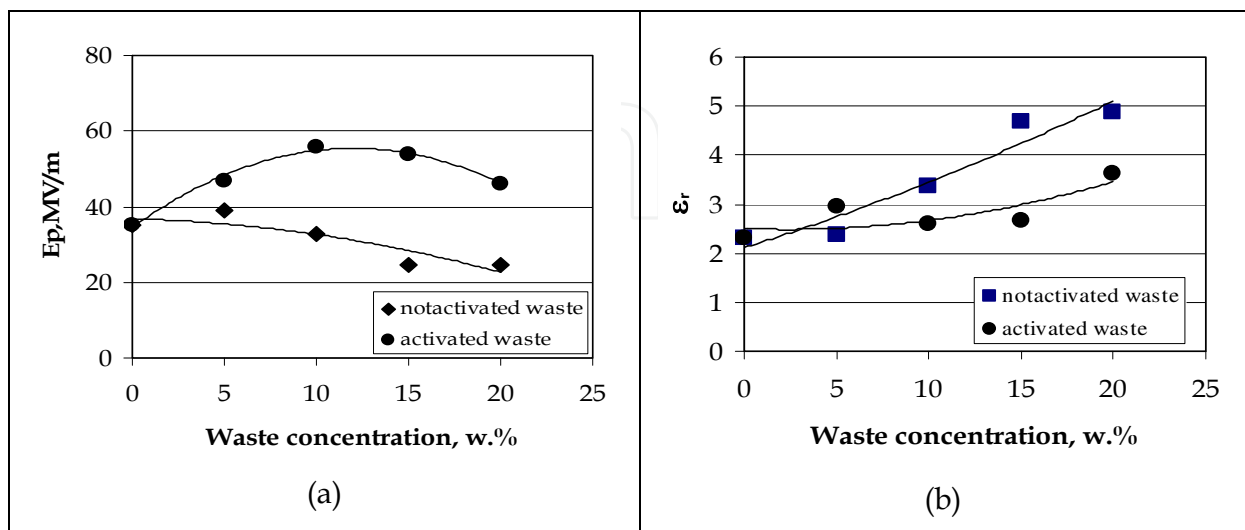 80
60
40
20
0
0 5 10 15 20 25
Ep,MV/m
notactivated waste
activated waste
Waste concentration, w.%
(a)
6
5
4
3
2
1
0
0 5 10 15 20 25
εr
notactivated waste
activated waste
Waste concentration, w.%
(b)